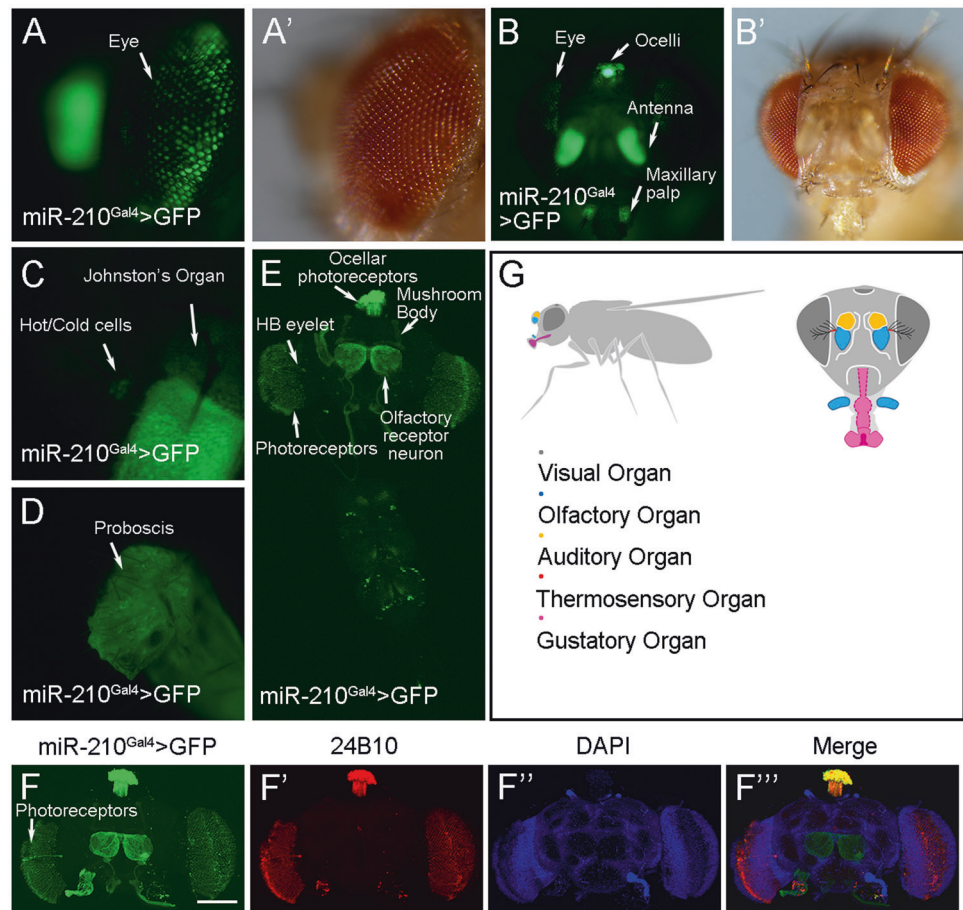 A
Eye
miR-210Gal4>GFP
A'
B
Eye
Ocelli
Antenna
Maxillary
palp
miR-210Gal4
>GFP
B'
C
Johnston's Organ
Hot/Cold cells
miR-210Gal4>GFP
D
Proboscis
miR-210Gal4>GFP
E
Ocellar
photoreceptors
Mushroom
Body
HB eyelet
Olfactory
receptor
neuron
Photoreceptors
miR-210Gal4>GFP
G
Visual Organ
Olfactory Organ
Auditory Organ
Thermosensory Organ
Gustatory Organ
miR-210Gal4>GFP
24B10
DAPI
Merge
F
Photoreceptors
F'
F''
F'''